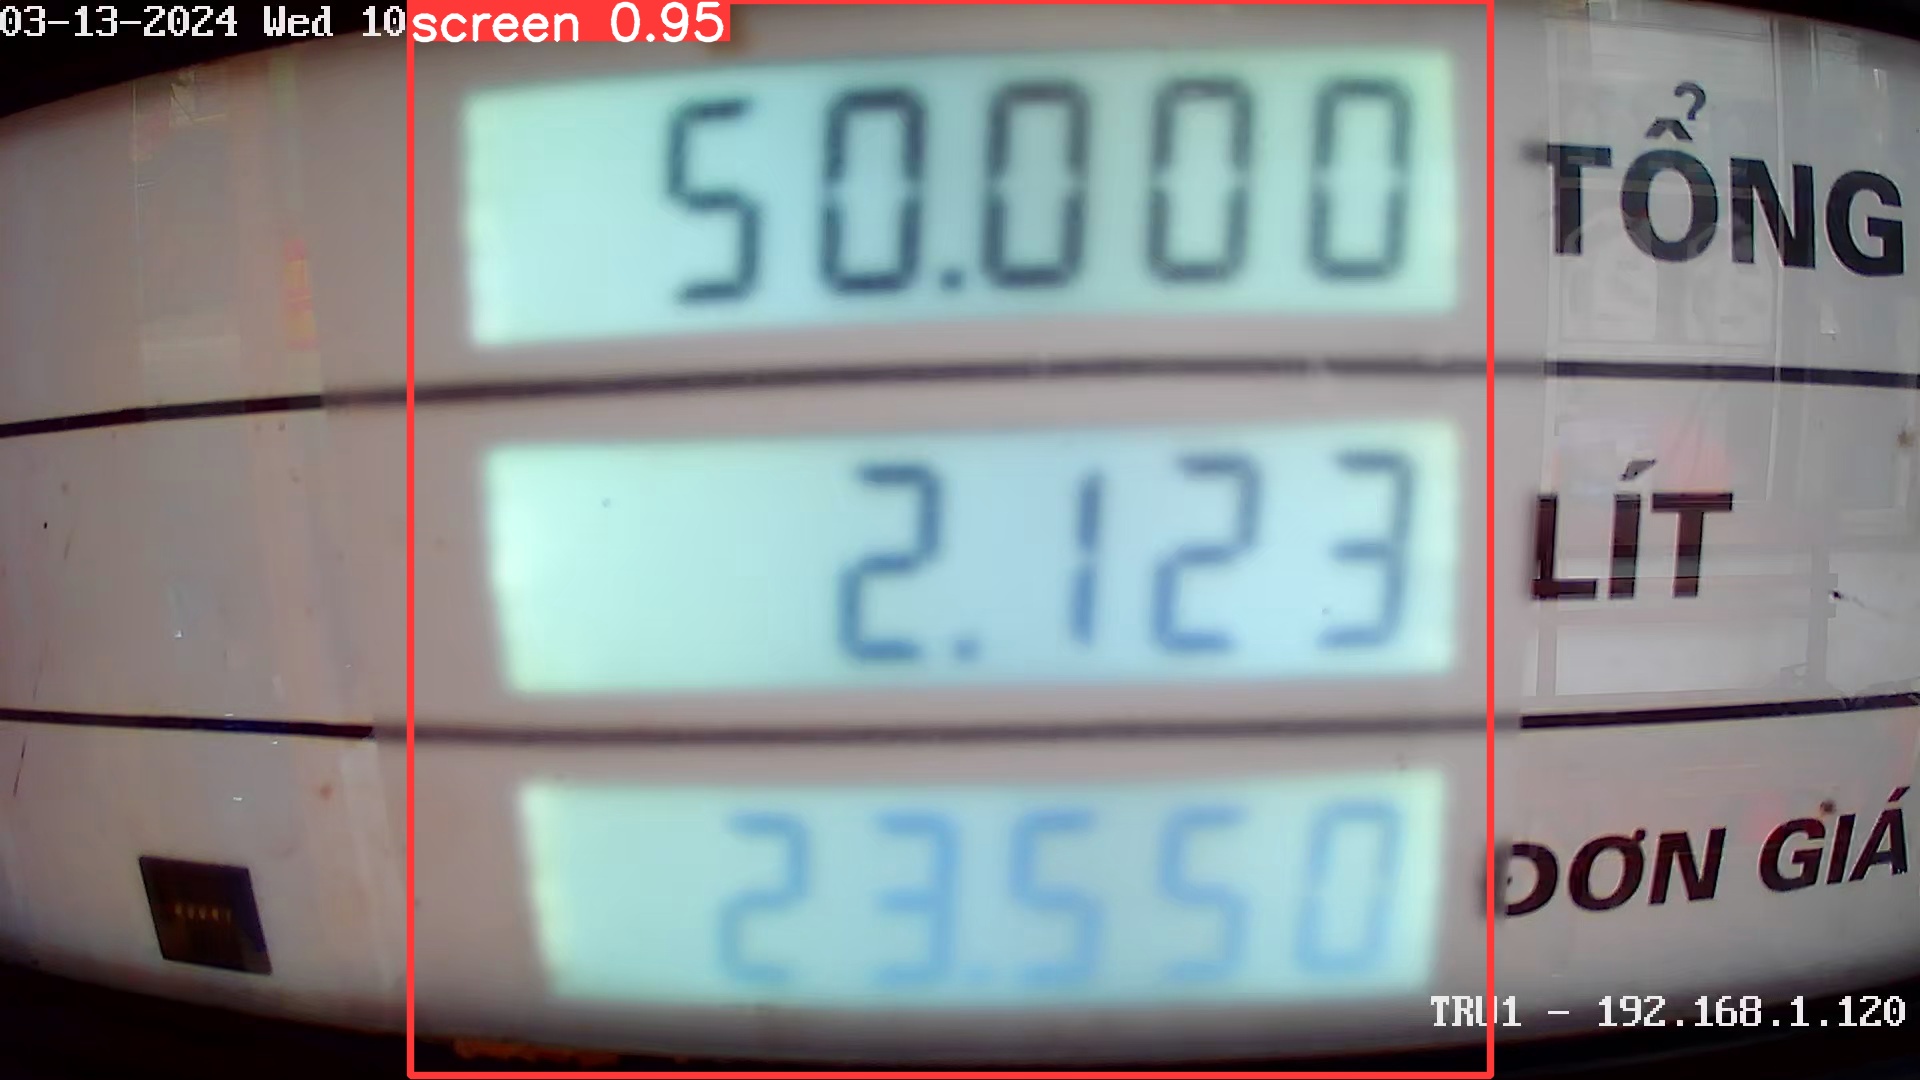 03-13-2024 Wed 10
screen 0.95
50.000 TỔNG
2.123 LÍT
23.550 ĐƠN GIÁ
TRU1 - 192.168.1.120